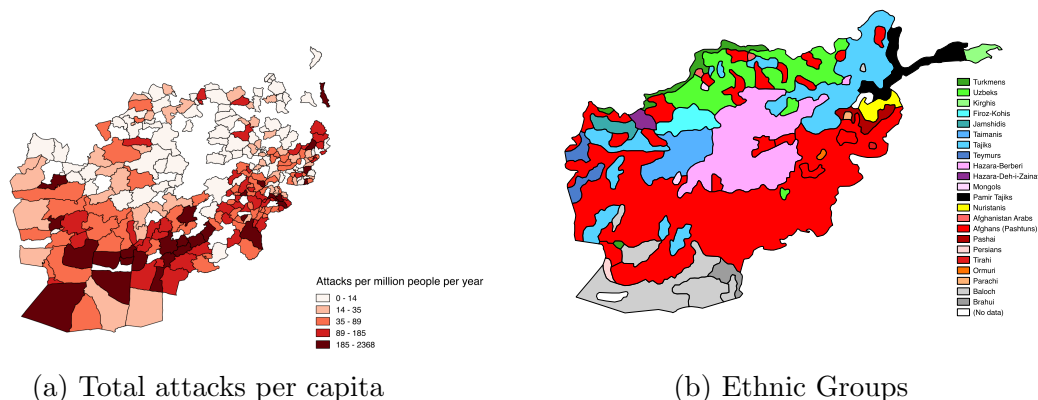 Attacks per million people per year
0 - 14
14 - 35
35 - 89
89 - 185
185 - 2368
(a) Total attacks per capita
Turkmens
Uzbeks
Kirghis
Firoz-Kohis
Jamshidis
Taimanis
Tajiks
Teymurs
Hazara-Berberi
Hazara-Deh-i-Zainat
Mongols
Pamir Tajiks
Nuristanis
Afghanistan Arabs
Afghans (Pashtuns)
Pashai
Persians
Tirahi
Ormuri
Parachi
Baloch
Brahui
(No data)
(b) Ethnic Groups